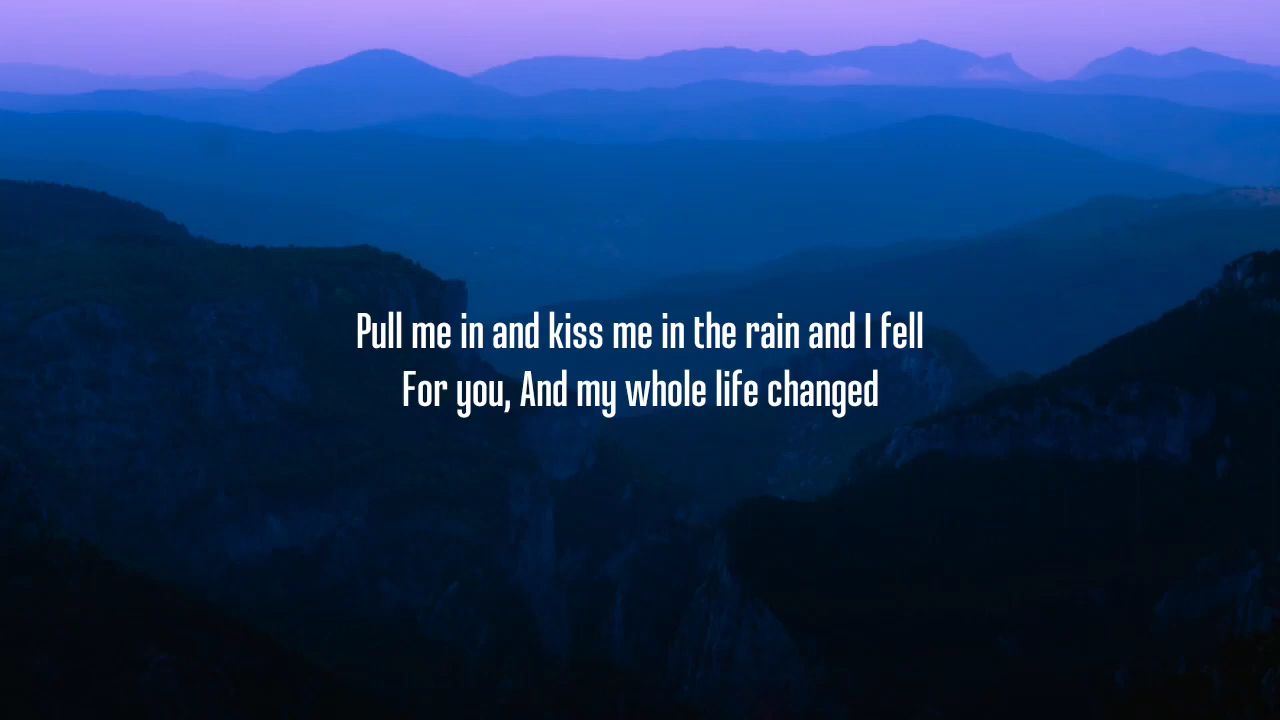 Pull me in and kiss me in the rain and I fell
For you, And my whole life changed